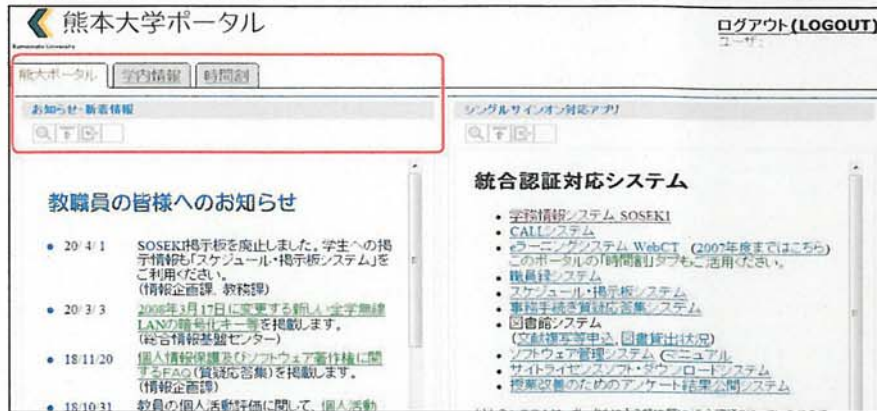 熊本大学ポータル
Kumamoto University
ログアウト(LOGOUT)
ユーザ:
熊大ポータル
学内情報
時間割
お知らせ・新着情報
教職員の皆様へのお知らせ
20/4/1 SOSEKI掲示板を廃止しました。学生への掲
示情報も「スケジュール・掲示板システム」を
ご利用ください。
(情報企画課、教務課)
20/3/3 2008年3月17日に変更する新しい全学無線
LANの暗号化キー等を掲載します。
(総合情報基盤センター)
18/11/20 個人情報保護及びソフトウェア著作権に関
するFAQ(質疑応答集)を掲載します。
(情報企画課)
18/10/31 教員の個人活動評価に関して、個人活動
シングルサインオン対応アプリ
統合認証対応システム
学務情報システム SOSEKI
CALLシステム
eラーニングシステム WebCT (2007年度まではこちら)
このポータルの「時間割」タブもご活用ください。
職員録システム
スケジュール・掲示板システム
事務手続き質疑応答集システム
図書館システム
(文献複写等申込、図書貸出状況)
ソフトウェア管理システム (マニュアル
サイトライセンスソフト・ダウンロードシステム
授業改善のためのアンケート結果公開システム